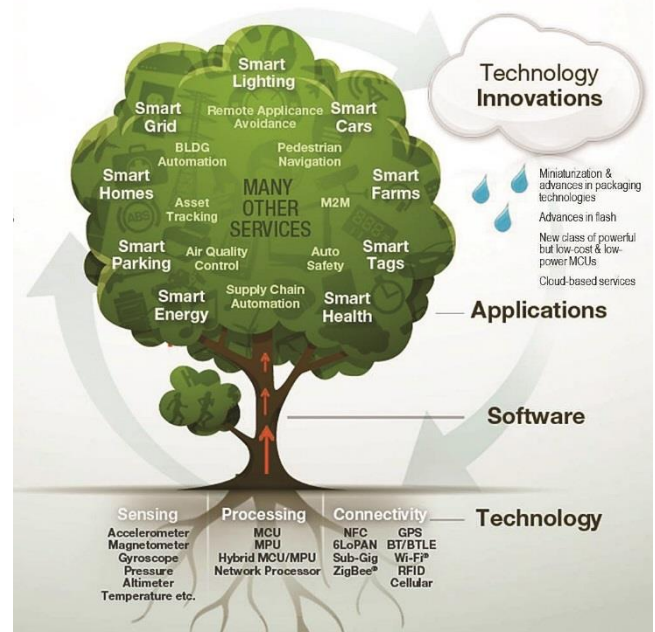 Technology
Innovations
Miniaturization &
advances in packaging
technologies
Advances in flash
New class of powerful
but low-cost & low-
power MCUs
Cloud-based services
Smart
Lighting
Smart
Grid
Remote Applicance
Avoidance
Smart
Cars
BLDG
Automation
Pedestrian
Navigation
Smart
Homes
MANY
OTHER
SERVICES
Smart
Farms
Asset
Tracking
M2M
Smart
Parking
Air Quality
Control
Auto
Safety
Smart
Tags
Smart
Energy
Supply Chain
Automation
Smart
Health
ABS
Applications
Software
Technology
Sensing
Accelerometer
Magnetometer
Gyroscope
Pressure
Altimeter
Temperature etc.
Processing
MCU
MPU
Hybrid MCU/MPU
Network Processor
Connectivity
NFC GPS
6LoPAN BT/BTLE
Sub-Gig Wi-Fi®
ZigBee® RFID
Cellular